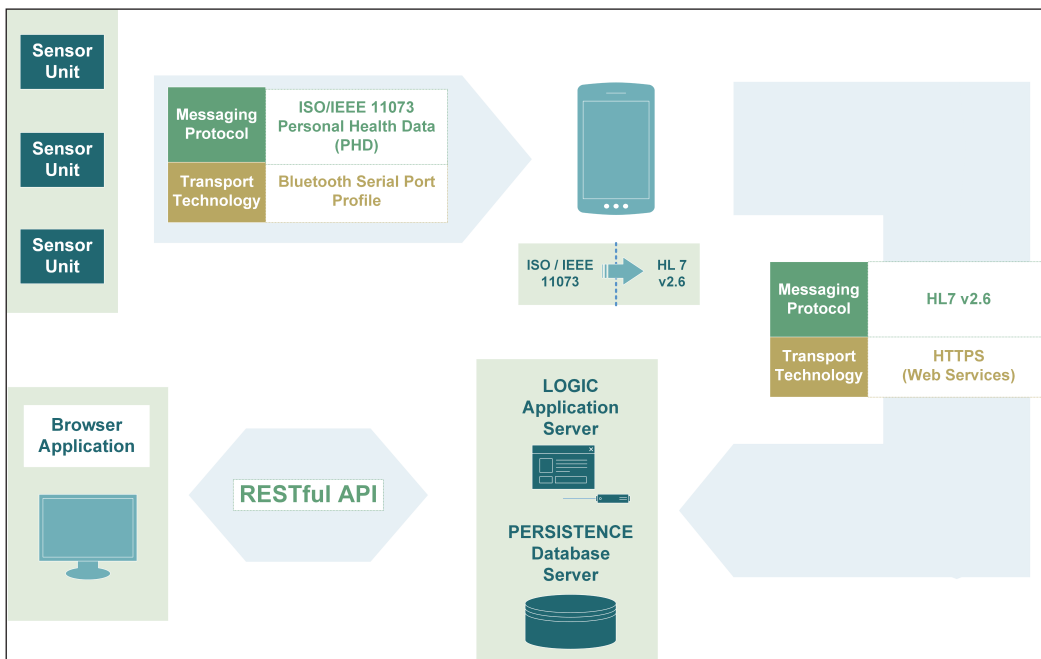 Sensor
Unit
Sensor
Unit
Sensor
Unit
Messaging
Protocol
ISO/IEEE 11073
Personal Health Data
(PHD)
Transport
Technology
Bluetooth Serial Port
Profile
ISO / IEEE
11073
HL 7
v2.6
Messaging
Protocol
HL7 v2.6
Transport
Technology
HTTPS
(Web Services)
LOGIC
Application
Server
PERSISTENCE
Database
Server
RESTful API
Browser
Application